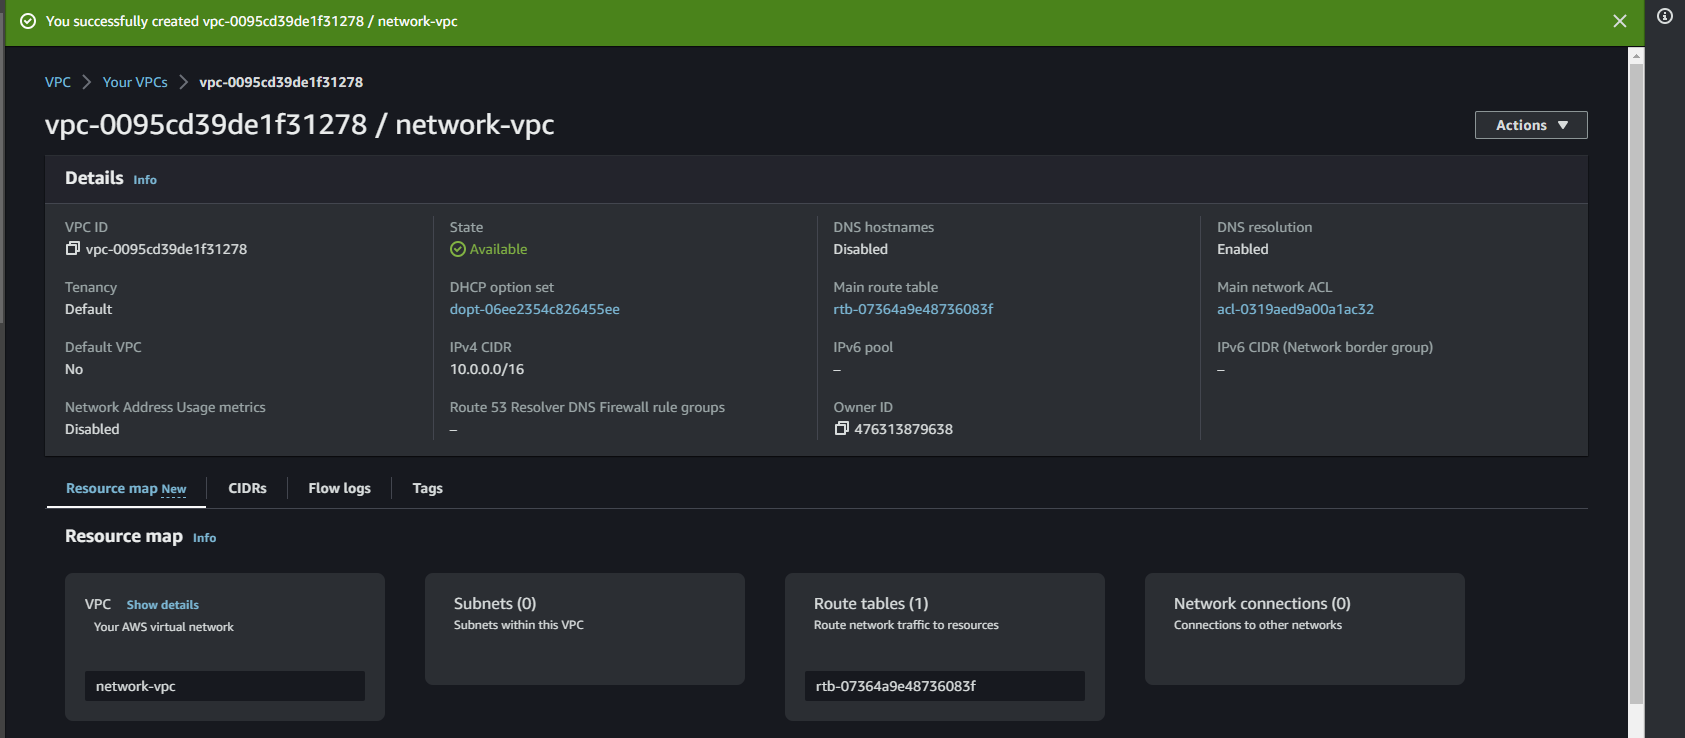 You successfully created vpc-0095cd39de1f31278 / network-vpc
VPC
Your VPCs
vpc-0095cd39de1f31278
vpc-0095cd39de1f31278 / network-vpc
Actions
Details Info
VPC ID
vpc-0095cd39de1f31278
State
Available
DNS hostnames
Disabled
DNS resolution
Enabled
Tenancy
Default
DHCP option set
dopt-06ee2354c826455ee
Main route table
rtb-07364a9e48736083f
Main network ACL
acl-0319aed9a00a1ac32
Default VPC
No
IPv4 CIDR
10.0.0.0/16
IPv6 pool
–
IPv6 CIDR (Network border group)
–
Network Address Usage metrics
Disabled
Route 53 Resolver DNS Firewall rule groups
–
Owner ID
476313879638
Resource map New
CIDRs
Flow logs
Tags
Resource map Info
VPC Show details
Your AWS virtual network
network-vpc
Subnets (0)
Subnets within this VPC
Route tables (1)
Route network traffic to resources
rtb-07364a9e48736083f
Network connections (0)
Connections to other networks